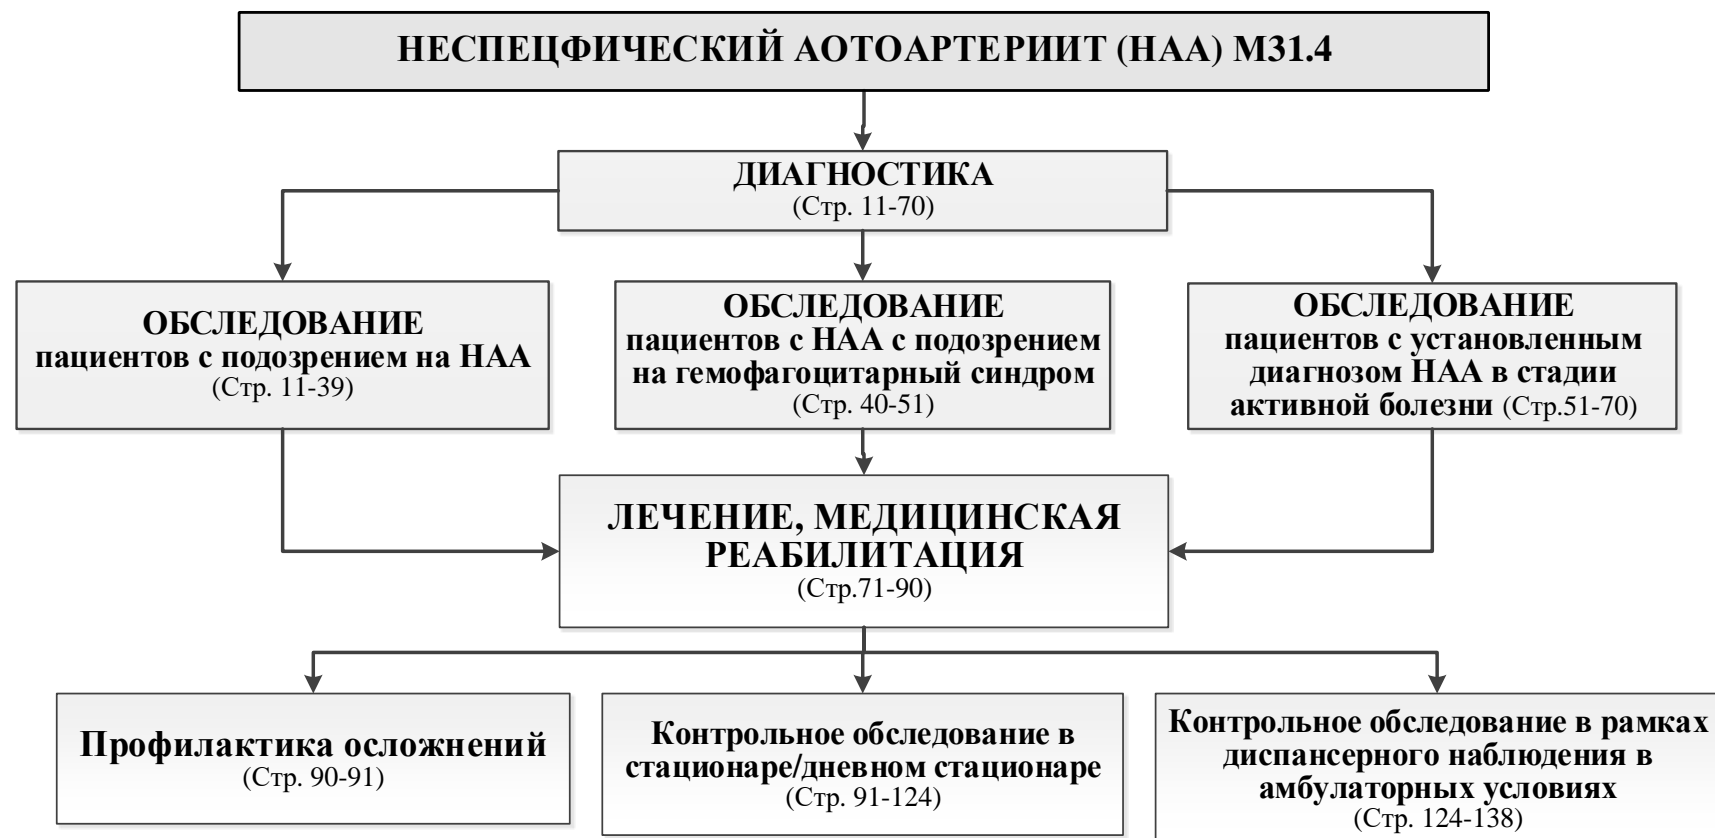 НЕСПЕЦФИЧЕСКИЙ АОТОАРТЕРИИТ (НАА) М31.4
ДИАГНОСТИКА
(Стр. 11-70)
ОБСЛЕДОВАНИЕ
пациентов с подозрением на НАА
(Стр. 11-39)
ОБСЛЕДОВАНИЕ
пациентов с НАА с подозрением
на гемофагоцитарный синдром
(Стр. 40-51)
ОБСЛЕДОВАНИЕ
пациентов с установленным
диагнозом НАА в стадии
активной болезни (Стр.51-70)
ЛЕЧЕНИЕ, МЕДИЦИНСКАЯ
РЕАБИЛИТАЦИЯ
(Стр.71-90)
Профилактика осложнений
(Стр. 90-91)
Контрольное обследование в
стационаре/дневном стационаре
(Стр. 91-124)
Контрольное обследование в рамках
диспансерного наблюдения в
амбулаторных условиях
(Стр. 124-138)